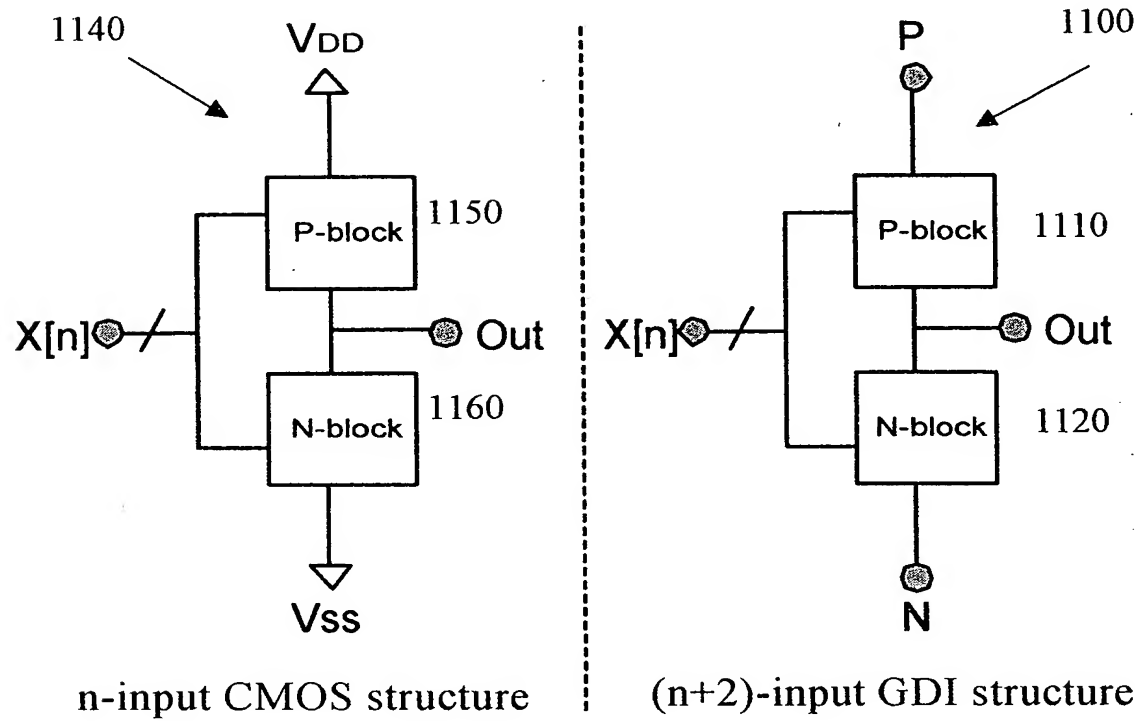 1140
VDD
P-block
1150
X[n]
Out
N-block
1160
Vss
n-input CMOS structure
1100
P
P-block
1110
X[n]
Out
N-block
1120
N
(n+2)-input GDI structure